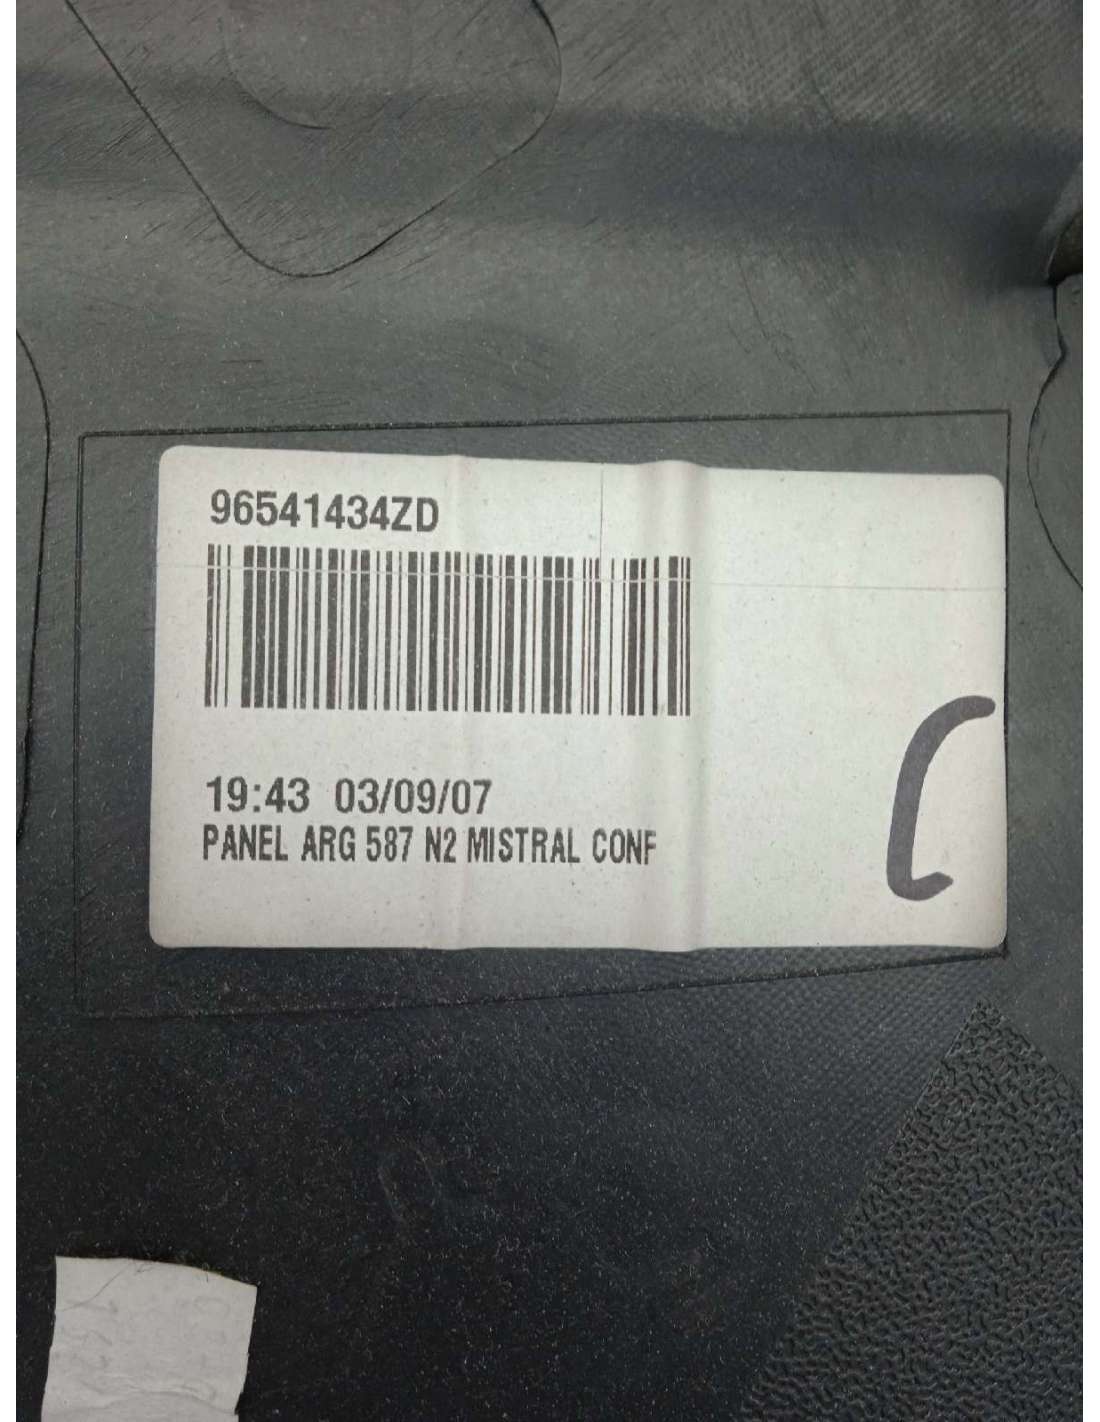 96541434ZD
19:43 03/09/07
PANEL ARG 587 N2 MISTRAL CONF